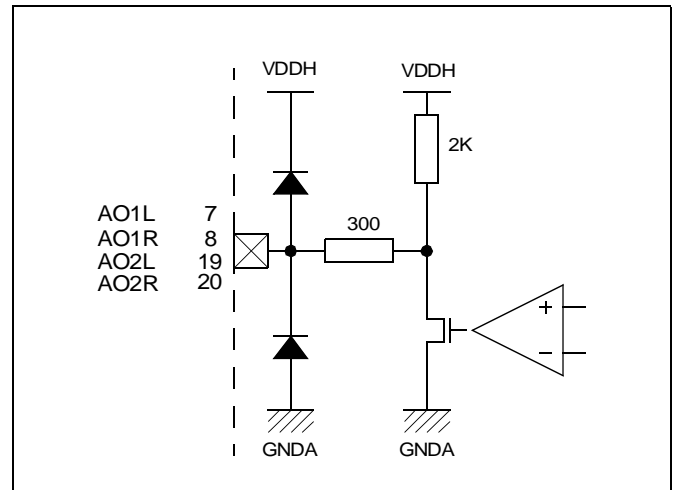 VDDH VDDH
2K
300
AO1L 7
AO1R 8
AO2L 19
AO2R 20
+
−
GNDA GNDA